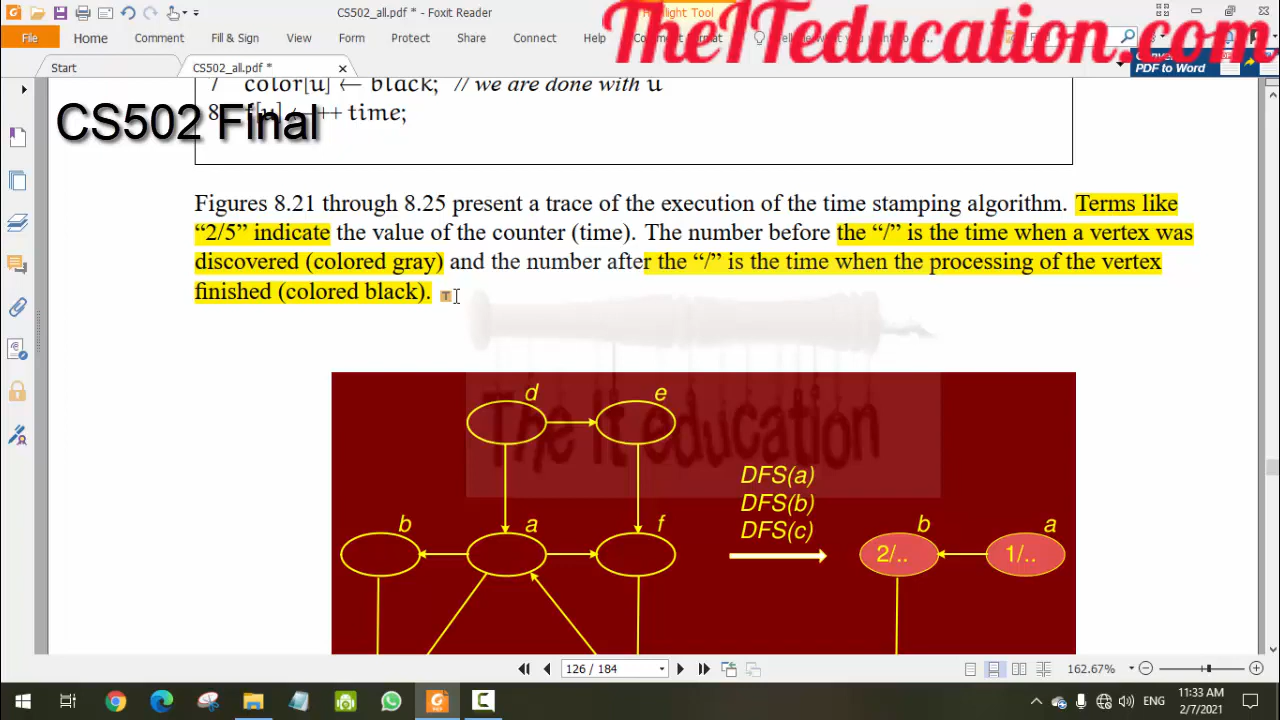 CS502_all.pdf * - Foxit Reader
TheITeducation.com
File Home Comment Fill & Sign View Form Protect Share Connect Help
PDF to Word
Start CS502_all.pdf *
7 color[u] ← black; // we are done with u
CS502 Final
8 f[u] ← ++ time;
Figures 8.21 through 8.25 present a trace of the execution of the time stamping algorithm. Terms like
“2/5” indicate the value of the counter (time). The number before the “/” is the time when a vertex was
discovered (colored gray) and the number after the “/” is the time when the processing of the vertex
finished (colored black).
The It education
d e
DFS(a)
DFS(b)
DFS(c)
b a f b a
2/.. 1/..
126 / 184 162.67%
ENG 11:33 AM
2/7/2021